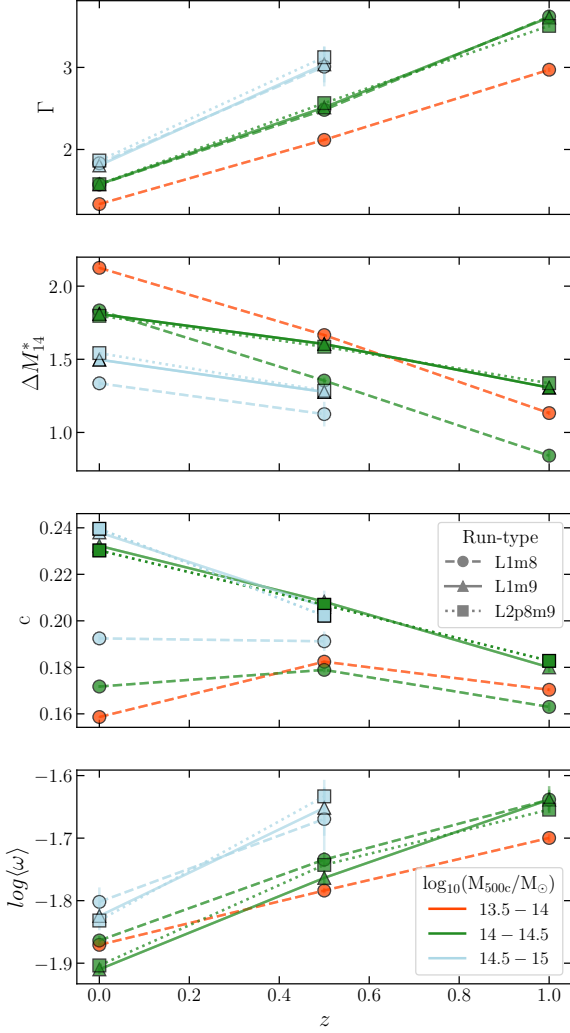 3
2
Γ
2.0
1.5
1.0
ΔM*14
0.24
0.22
0.20
0.18
0.16
c
Run-type
L1m8
L1m9
L2p8m9
−1.6
−1.7
−1.8
−1.9
log⟨ω⟩
log10(M500c/M⊙)
13.5 − 14
14 − 14.5
14.5 − 15
0.0 0.2 0.4 0.6 0.8 1.0
z